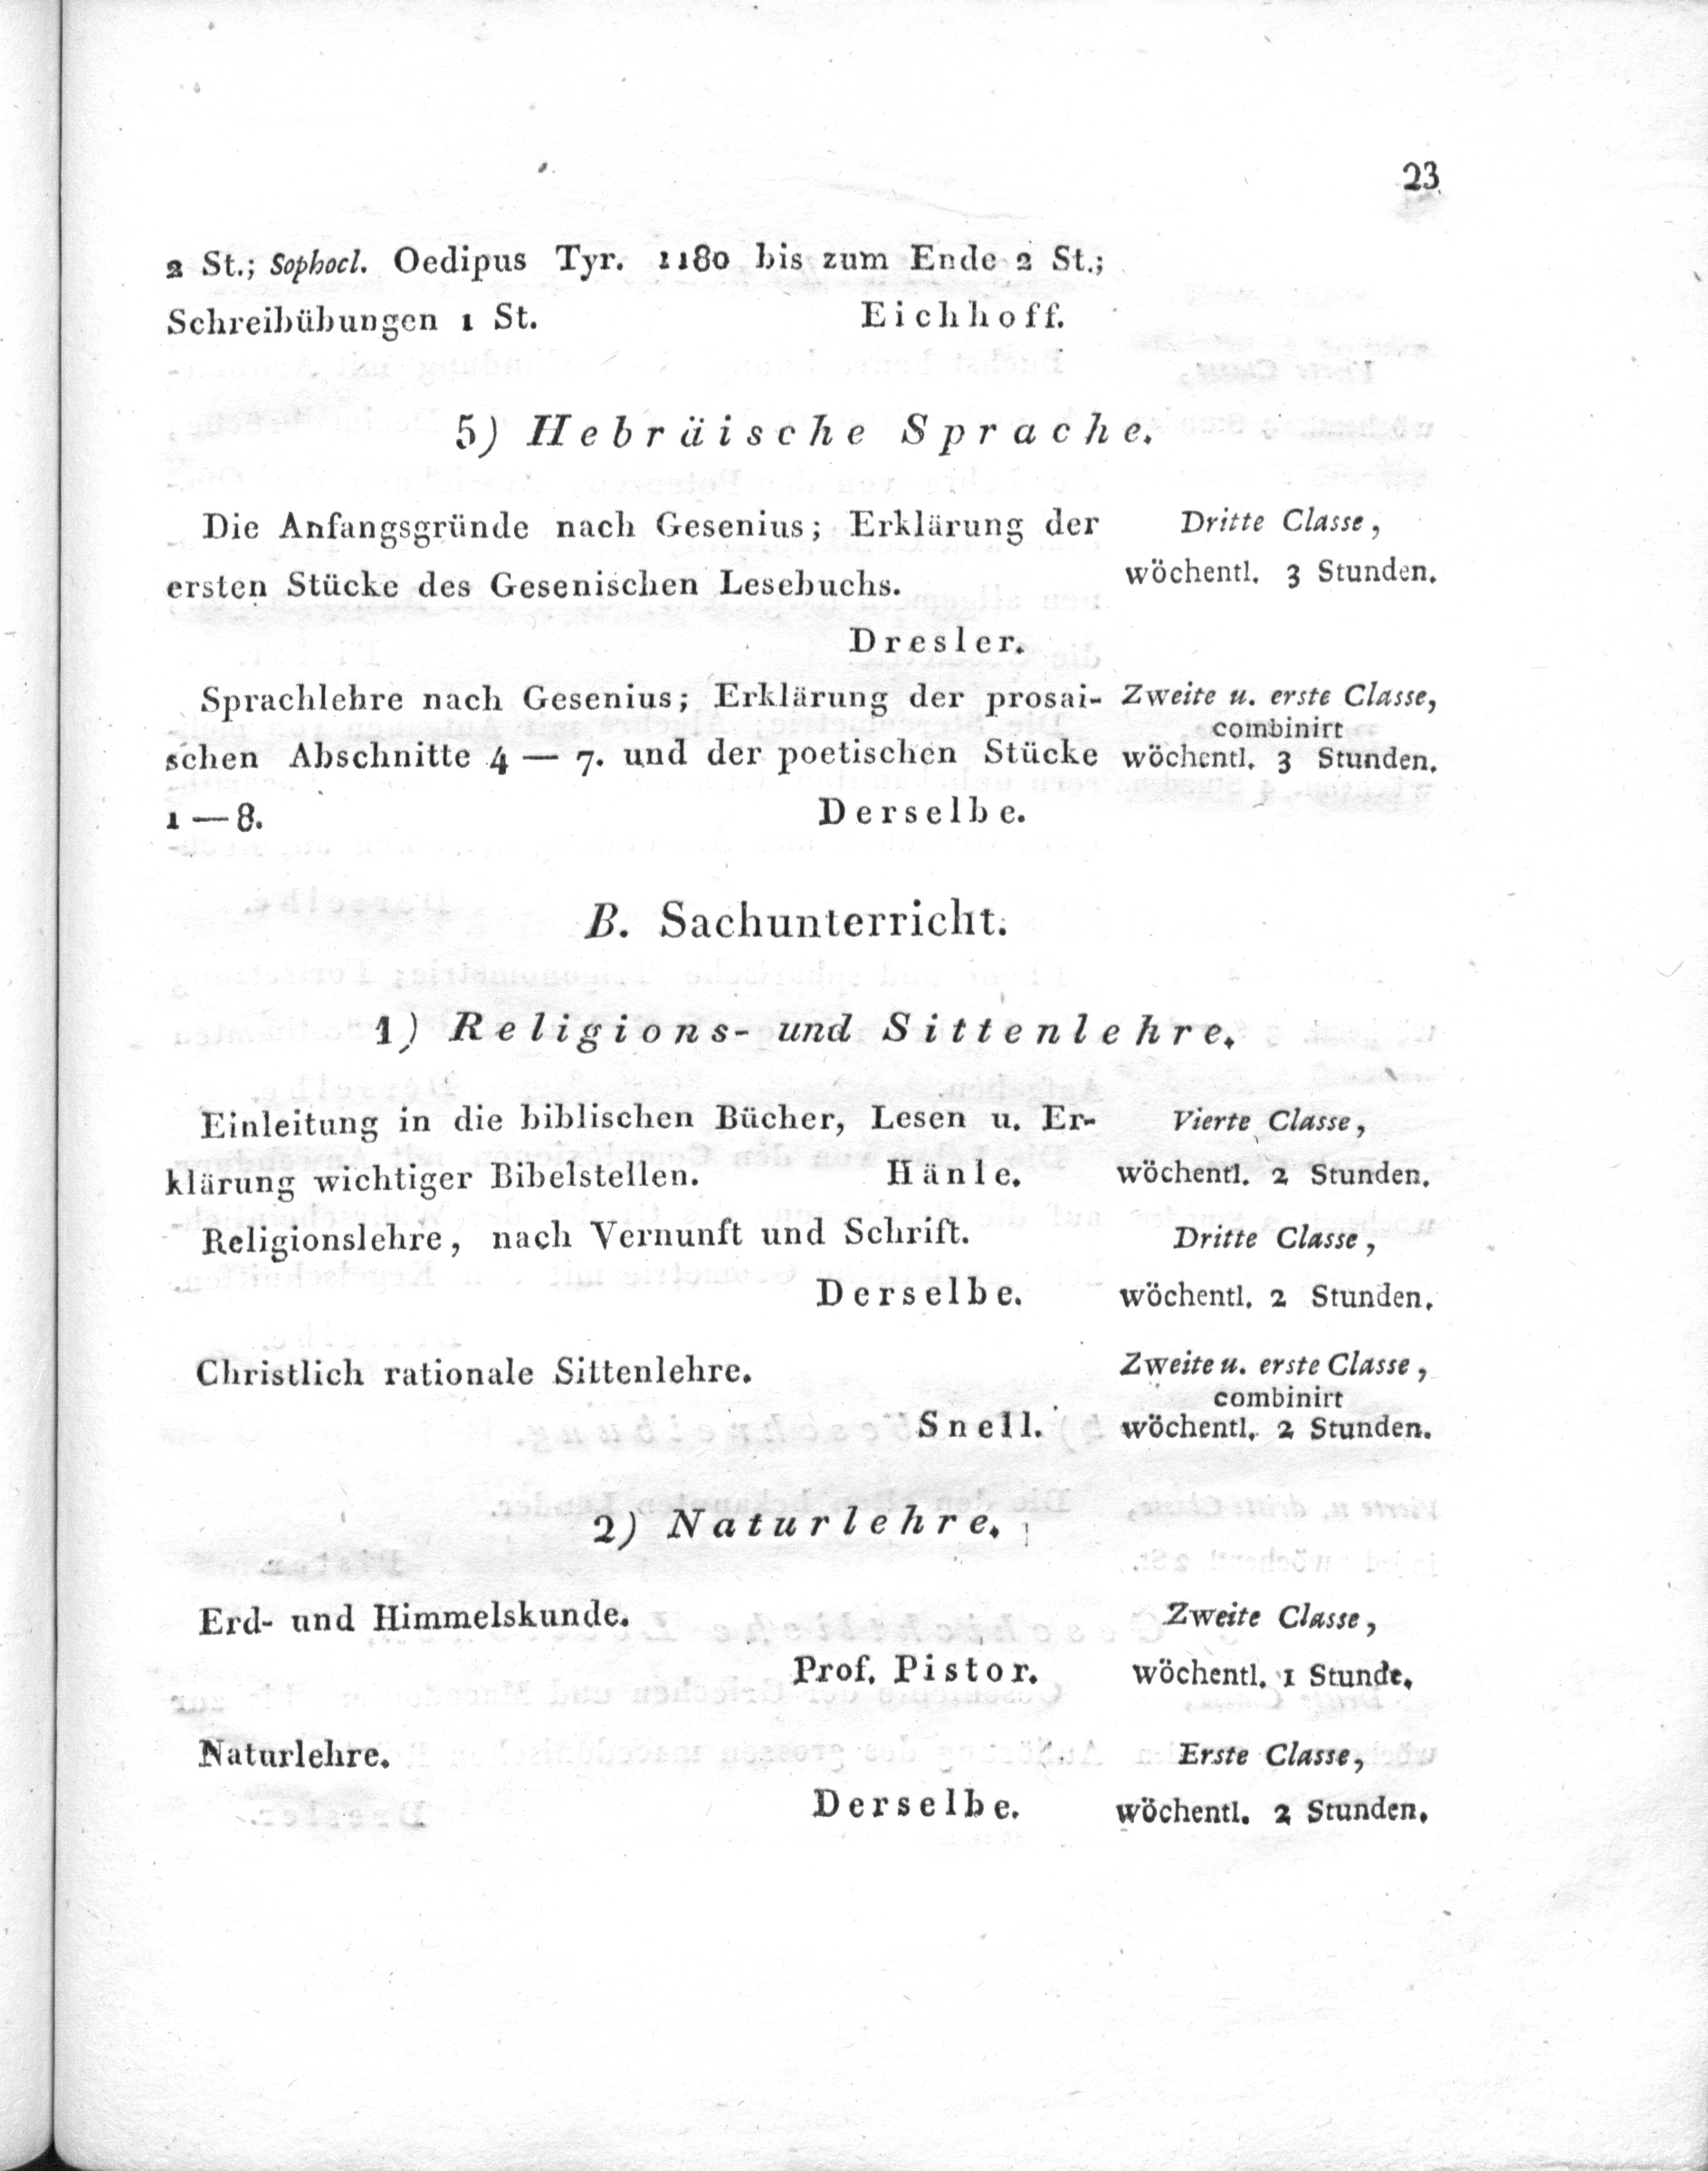 23
2 St.; Sophocl. Oedipus Tyr. 1180 bis zum Ende 2 St.;
Schreibübungen 1 St. Eichhoff.
5) Hebräische Sprache.
Die Anfangsgründe nach Gesenius; Erklärung der
ersten Stücke des Gesenischen Lesebuchs.
Dresler.
Dritte Classe,
wöchentl. 3 Stunden.
Sprachlehre nach Gesenius; Erklärung der prosai-
schen Abschnitte 4 — 7. und der poetischen Stücke
1 — 8. Derselbe.
Zweite u. erste Classe,
combinirt
wöchentl. 3 Stunden.
B. Sachunterricht.
1) Religions- und Sittenlehre.
Einleitung in die biblischen Bücher, Lesen u. Er-
klärung wichtiger Bibelstellen. Hänle.
Vierte Classe,
wöchentl. 2 Stunden.
Religionslehre, nach Vernunft und Schrift.
Derselbe.
Dritte Classe,
wöchentl. 2 Stunden.
Christlich rationale Sittenlehre.
Snell.
Zweite u. erste Classe,
combinirt
wöchentl. 2 Stunden.
2) Naturlehre.
Erd- und Himmelskunde.
Prof. Pistor.
Zweite Classe,
wöchentl. 1 Stunde.
Naturlehre.
Derselbe.
Erste Classe,
wöchentl. 2 Stunden.